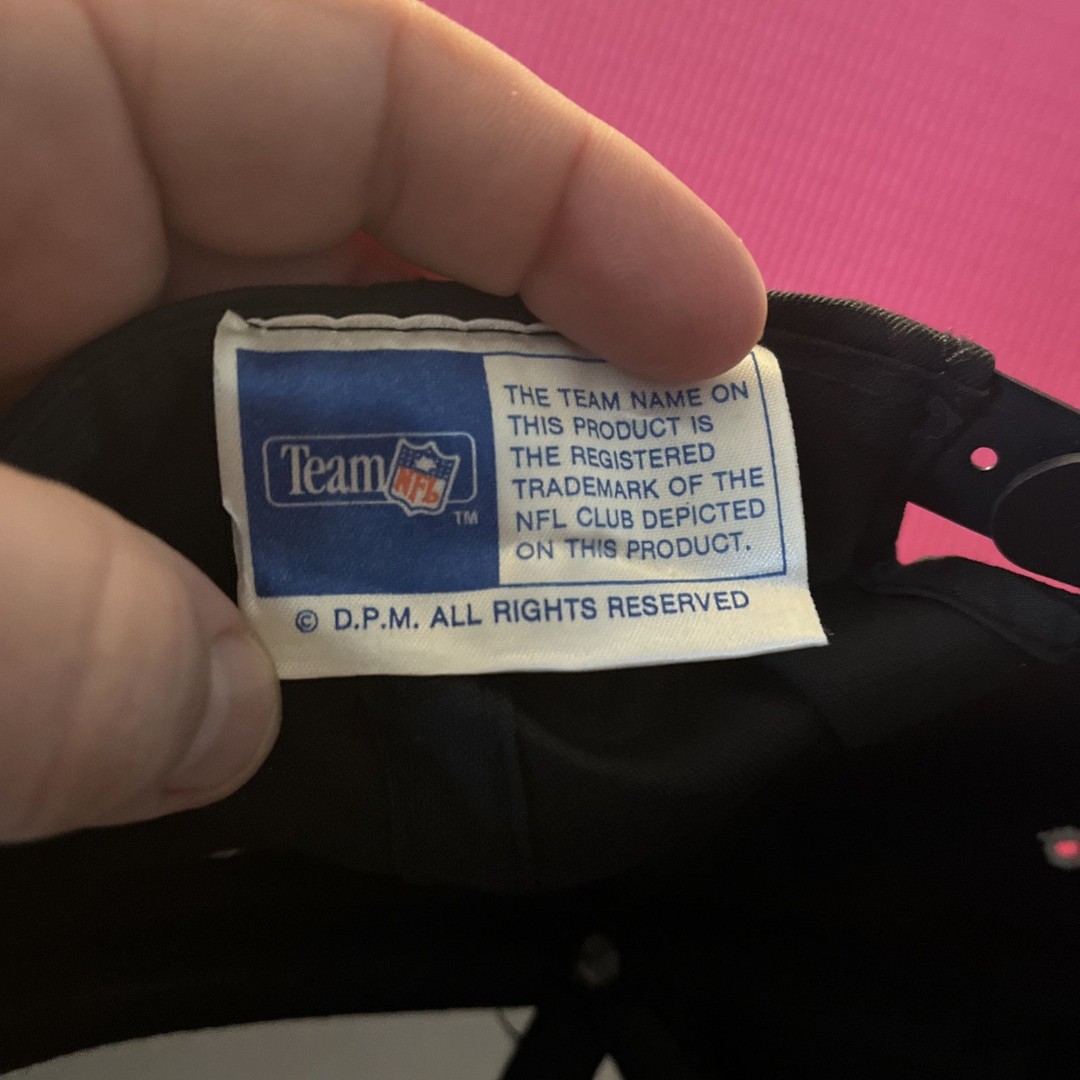 Team NFL
TM
THE TEAM NAME ON
THIS PRODUCT IS
THE REGISTERED
TRADEMARK OF THE
NFL CLUB DEPICTED
ON THIS PRODUCT.
© D.P.M. ALL RIGHTS RESERVED